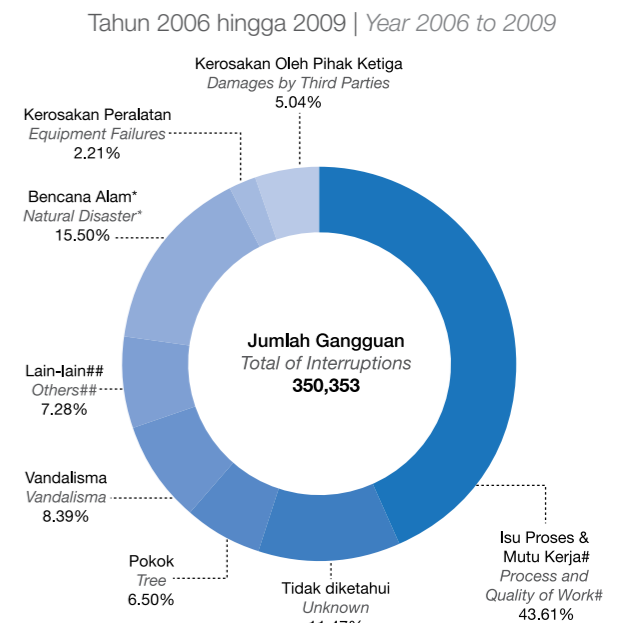 Tahun 2006 hingga 2009 | Year 2006 to 2009
Kerosakan Oleh Pihak Ketiga
Damages by Third Parties
5.04%
Kerosakan Peralatan
Equipment Failures
2.21%
Bencana Alam*
Natural Disaster*
15.50%
Jumlah Gangguan
Total of Interruptions
350,353
Lain-lain##
Others##
7.28%
Vandalisma
Vandalisma
8.39%
Isu Proses &
Mutu Kerja#
Process and
Quality of Work#
43.61%
Pokok
Tree
6.50%
Tidak diketahui
Unknown